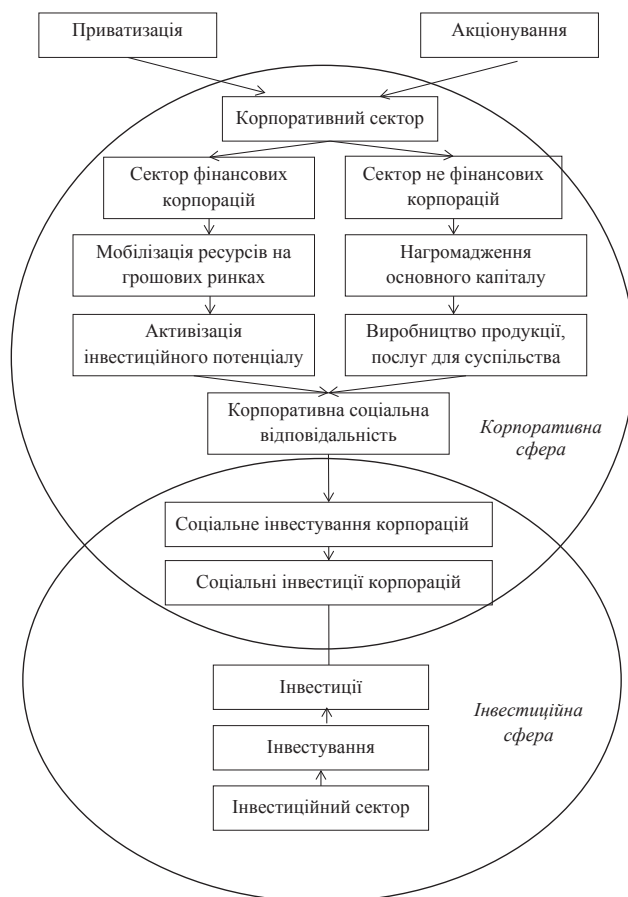 Приватизація
Акціонування
Корпоративний сектор
Сектор фінансових
корпорацій
Сектор не фінансових
корпорацій
Мобілізація ресурсів на
грошових ринках
Нагромадження
основного капіталу
Активізація
інвестиційного потенціалу
Виробництво продукції,
послуг для суспільства
Корпоративна соціальна
відповідальність
Корпоративна
сфера
Соціальне інвестування корпорацій
Соціальні інвестиції корпорацій
Інвестиції
Інвестування
Інвестиційний сектор
Інвестиційна
сфера